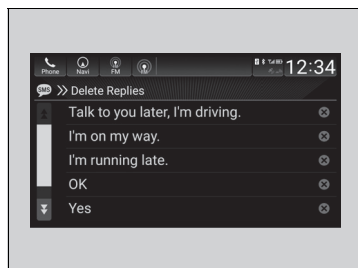 Phone Navi FM 12:34
SMS Delete Replies
Talk to you later, I'm driving.
I'm on my way.
I'm running late.
OK
Yes